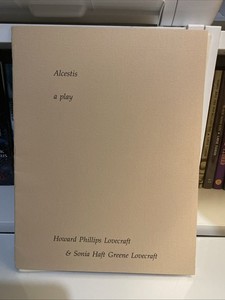 Alcestis
a play
Howard Phillips Lovecraft
& Sonia Haft Greene Lovecraft